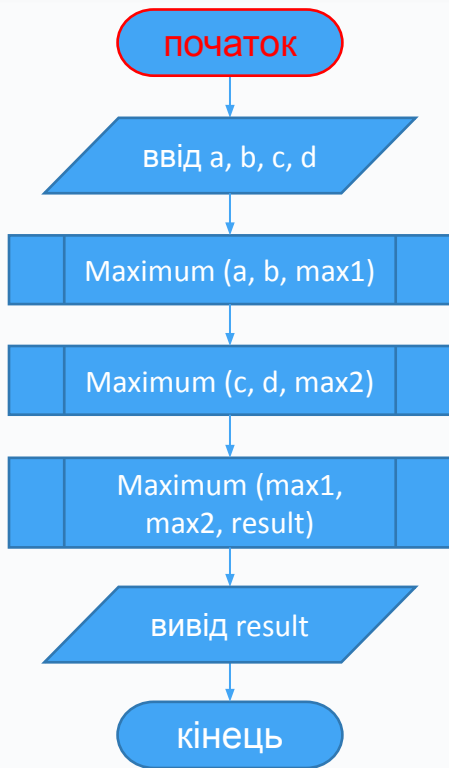 початок
ввід a, b, c, d
Maximum (a, b, max1)
Maximum (c, d, max2)
Maximum (max1,
max2, result)
вивід result
кінець